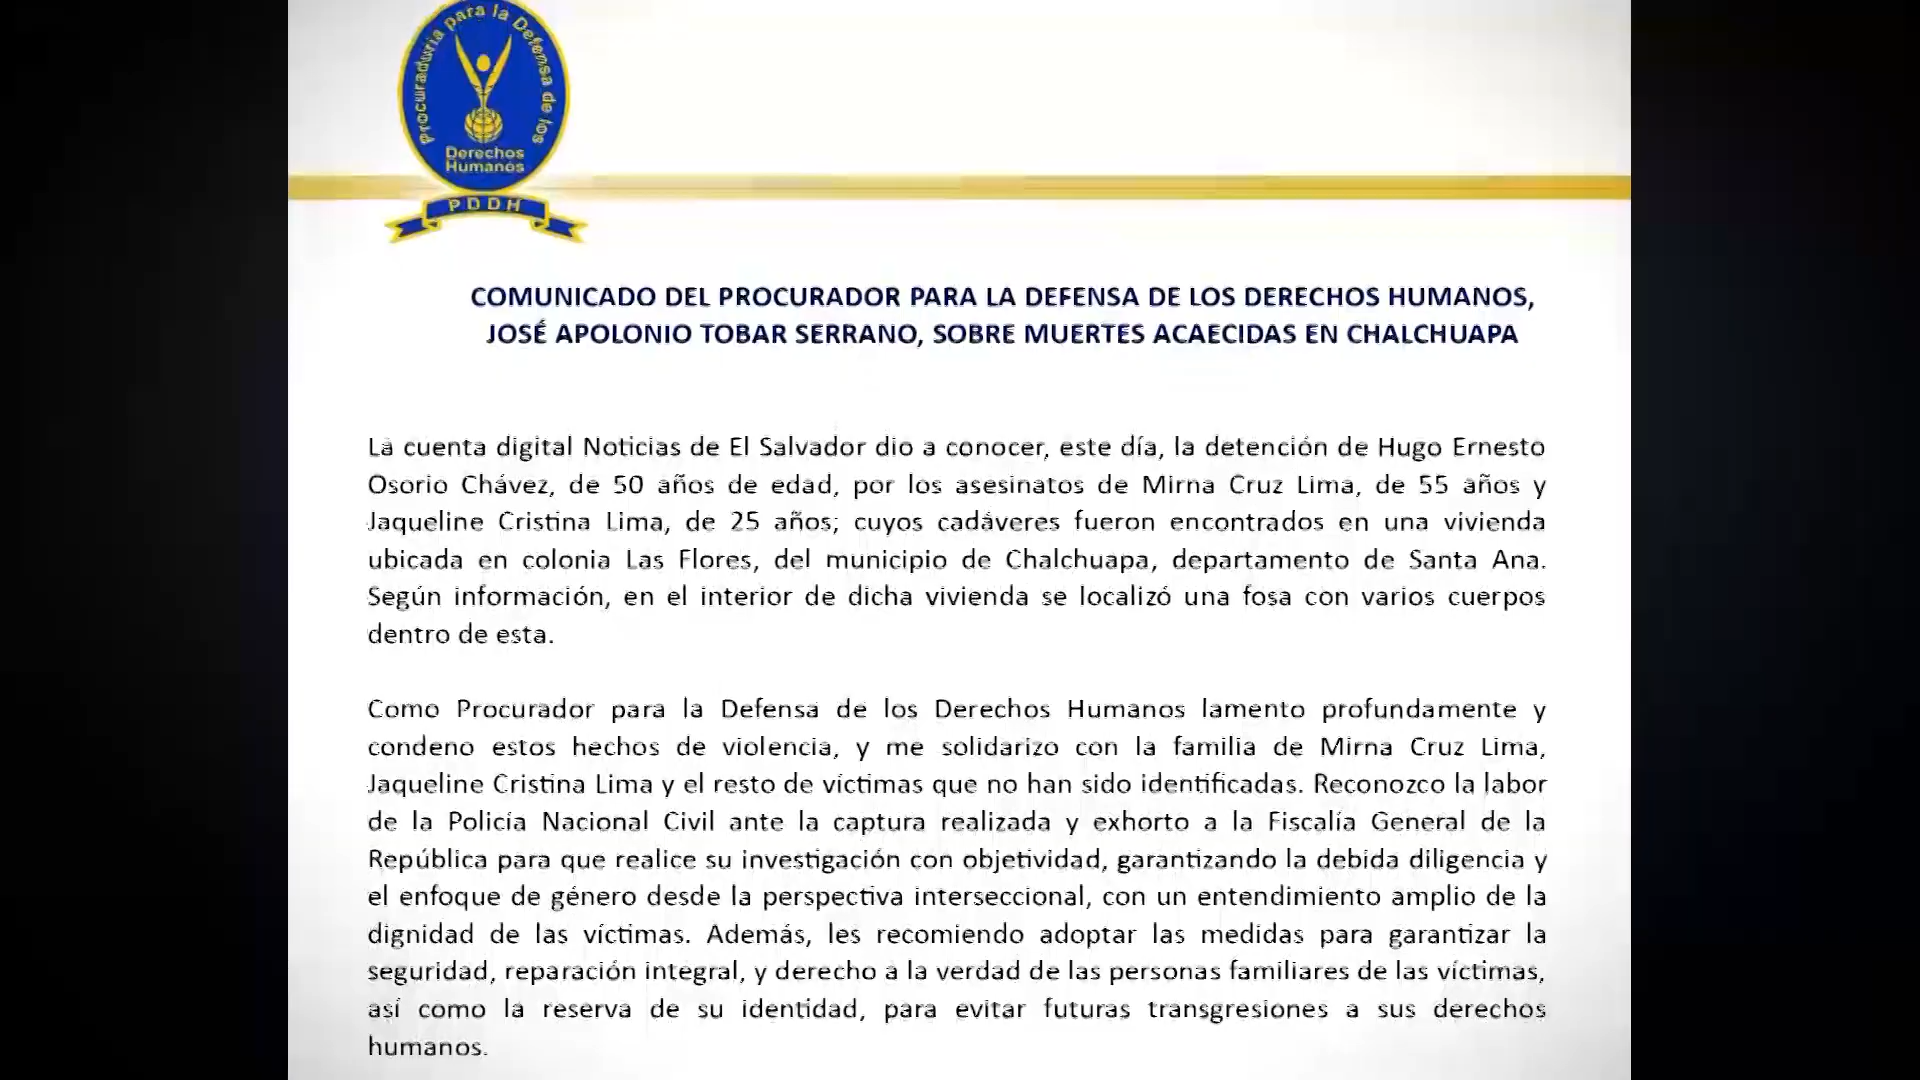 Procuraduría para la Defensa de los
Derechos
Humanos
PDDH
COMUNICADO DEL PROCURADOR PARA LA DEFENSA DE LOS DERECHOS HUMANOS,
JOSÉ APOLONIO TOBAR SERRANO, SOBRE MUERTES ACAECIDAS EN CHALCHUAPA
La cuenta digital Noticias de El Salvador dio a conocer, este día, la detención de Hugo Ernesto
Osorio Chávez, de 50 años de edad, por los asesinatos de Mirna Cruz Lima, de 55 años y
Jaqueline Cristina Lima, de 25 años; cuyos cadáveres fueron encontrados en una vivienda
ubicada en colonia Las Flores, del municipio de Chalchuapa, departamento de Santa Ana.
Según información, en el interior de dicha vivienda se localizó una fosa con varios cuerpos
dentro de esta.
Como Procurador para la Defensa de los Derechos Humanos lamento profundamente y
condeno estos hechos de violencia, y me solidarizo con la familia de Mirna Cruz Lima,
Jaqueline Cristina Lima y el resto de víctimas que no han sido identificadas. Reconozco la labor
de la Policía Nacional Civil ante la captura realizada y exhorto a la Fiscalía General de la
República para que realice su investigación con objetividad, garantizando la debida diligencia y
el enfoque de género desde la perspectiva interseccional, con un entendimiento amplio de la
dignidad de las víctimas. Además, les recomiendo adoptar las medidas para garantizar la
seguridad, reparación integral, y derecho a la verdad de las personas familiares de las víctimas,
así como la reserva de su identidad, para evitar futuras transgresiones a sus derechos
humanos.